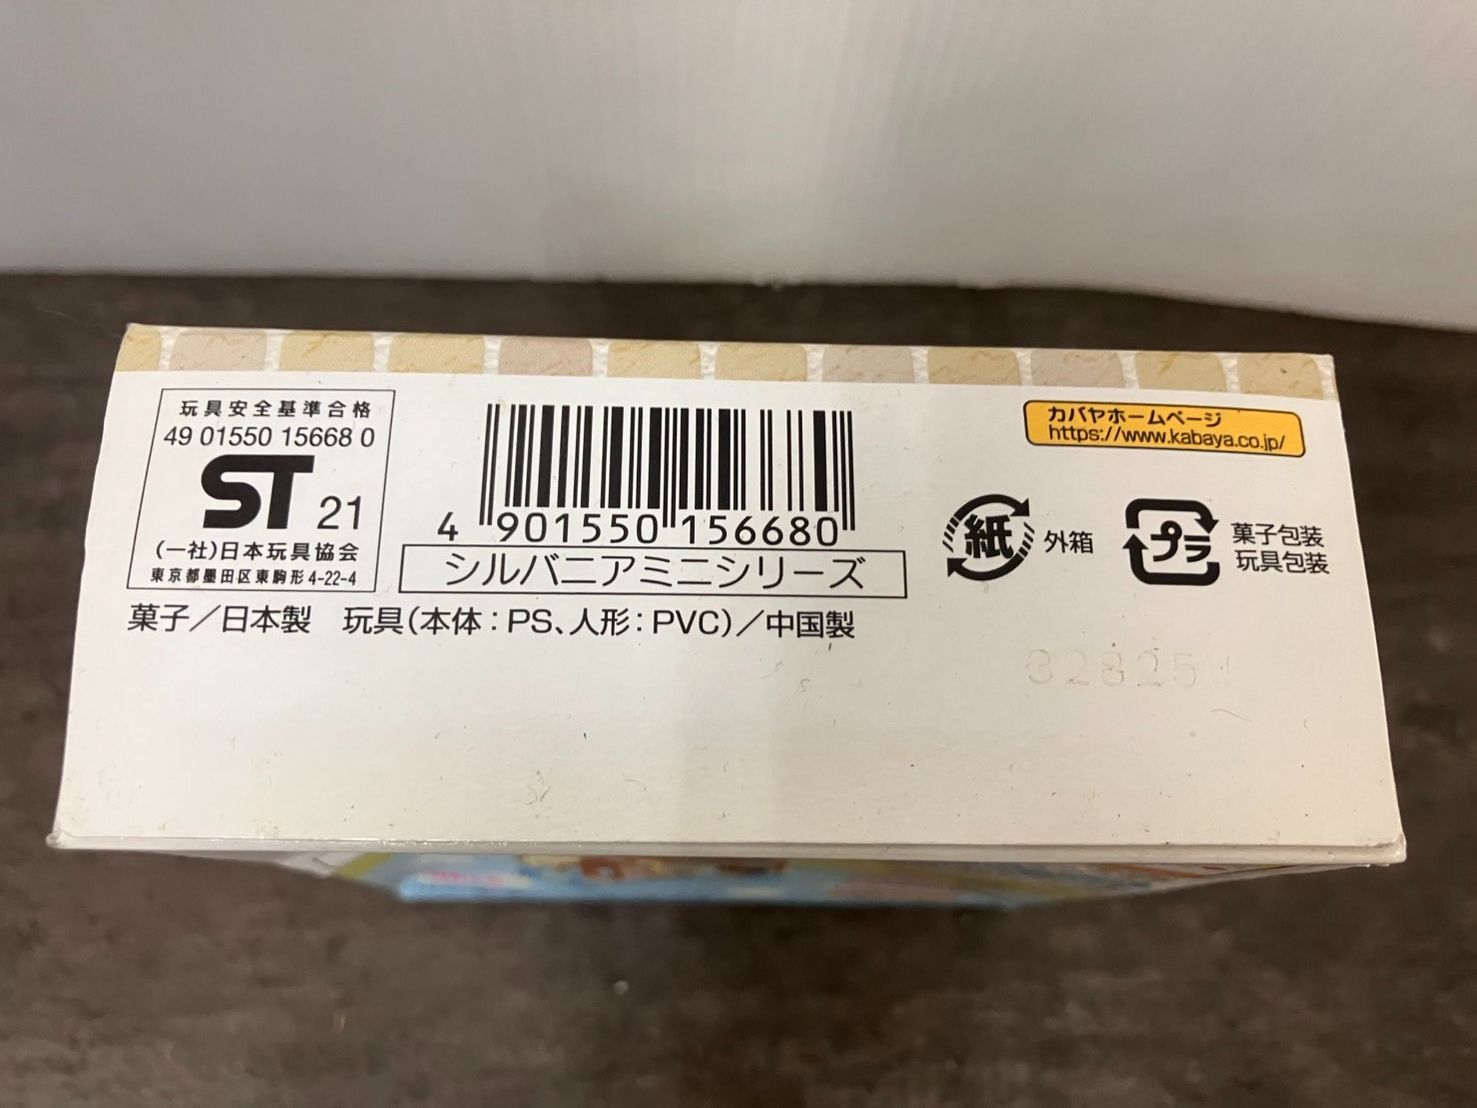 玩具安全基準合格
49 01550 15668 0
ST 21
(一社)日本玩具協会
東京都墨田区東駒形4-22-4
4 901550 156680
シルバニアミニシリーズ
菓子／日本製 玩具(本体：PS、人形：PVC)／中国製
カバヤホームページ
https://www.kabaya.co.jp/
紙 外箱
プラ 菓子包装
玩具包装